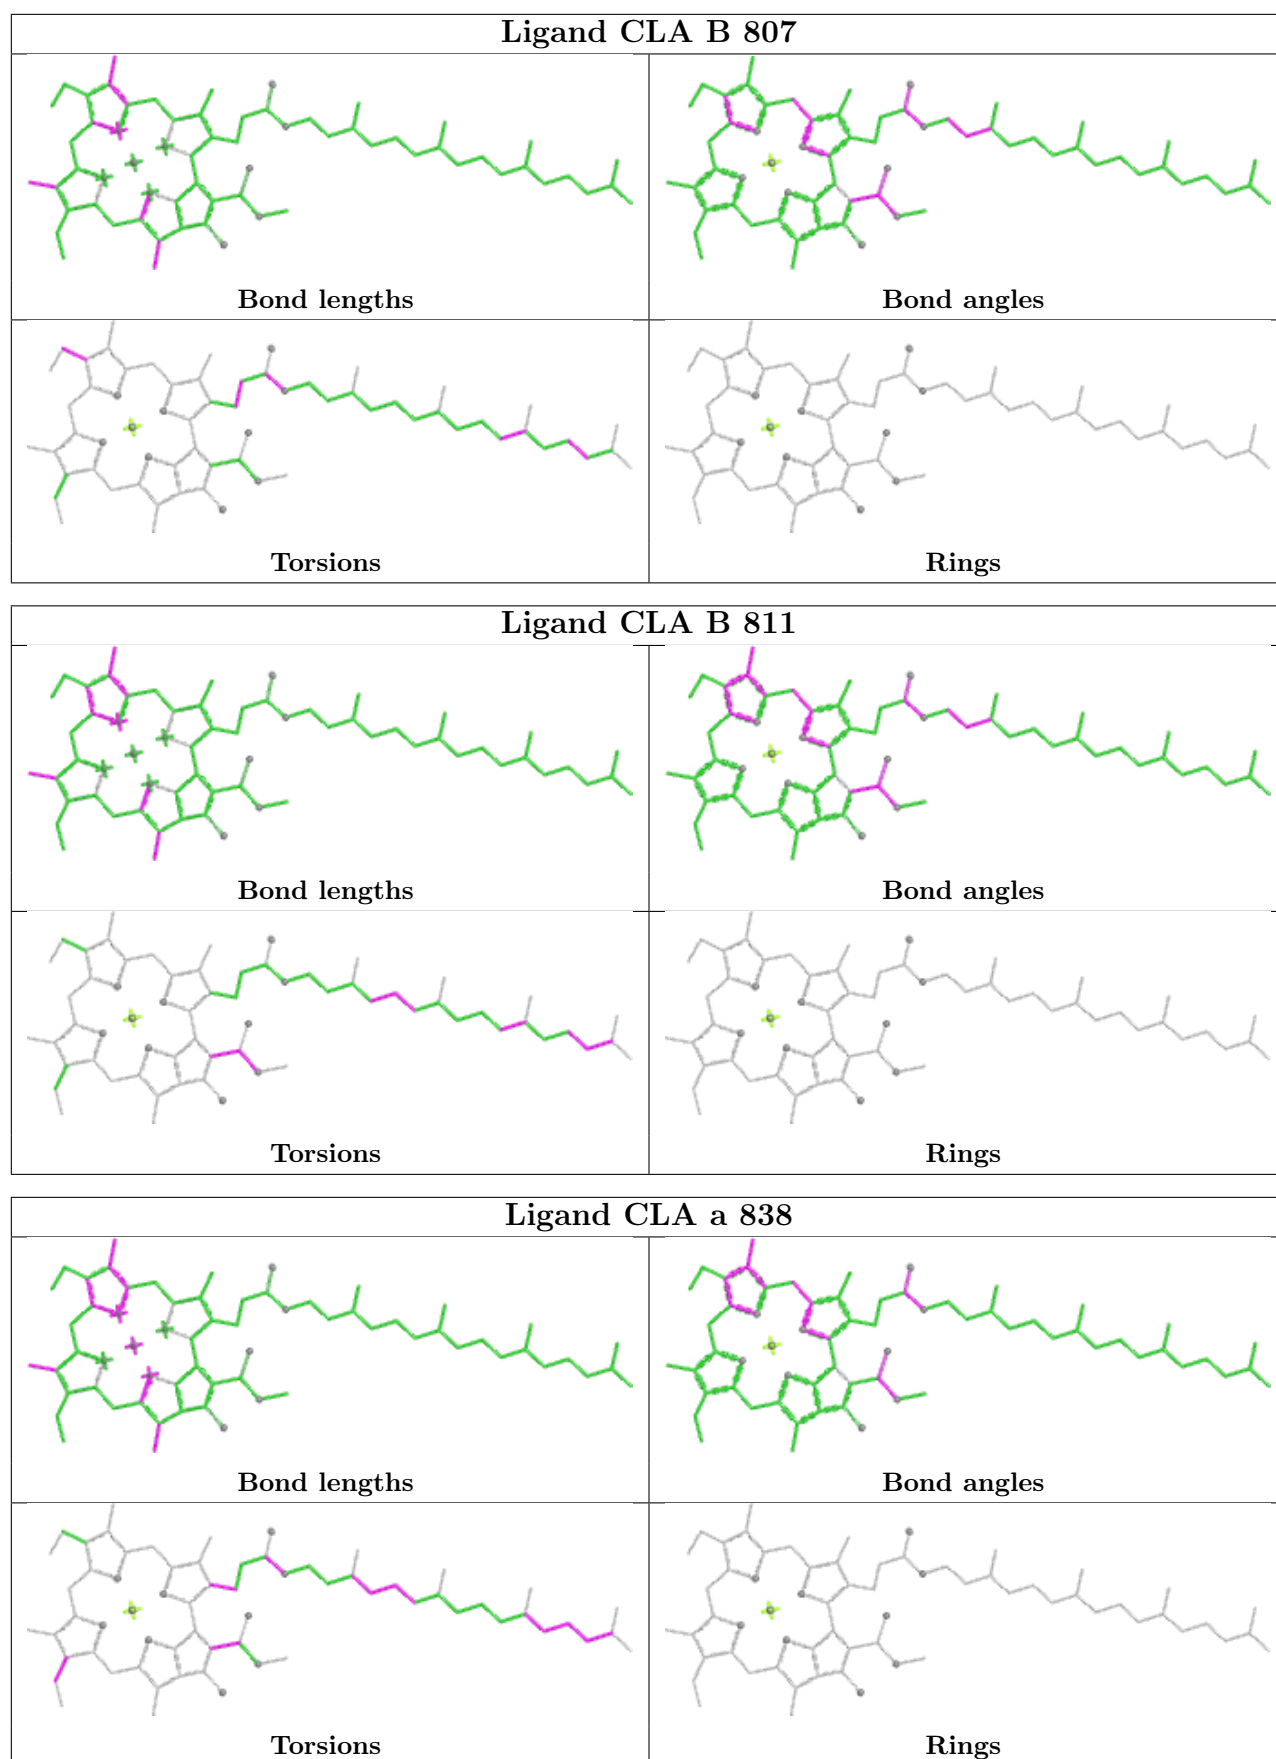 Ligand CLA B 807
Bond lengths
Bond angles
Torsions
Rings
Ligand CLA B 811
Bond lengths
Bond angles
Torsions
Rings
Ligand CLA a 838
Bond lengths
Bond angles
Torsions
Rings